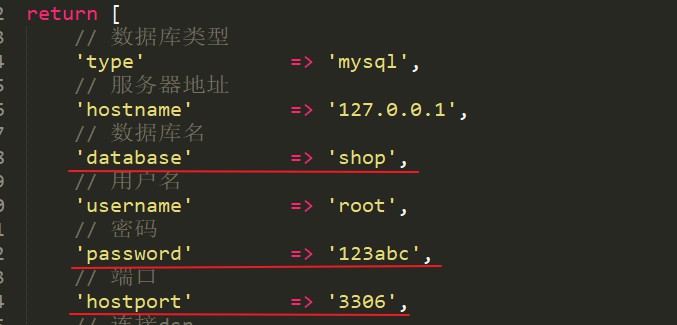 return [
// 数据库类型
'type' => 'mysql',
// 服务器地址
'hostname' => '127.0.0.1',
// 数据库名
'database' => 'shop',
// 用户名
'username' => 'root',
// 密码
'password' => '123abc',
// 端口
'hostport' => '3306',
// 连接dsn